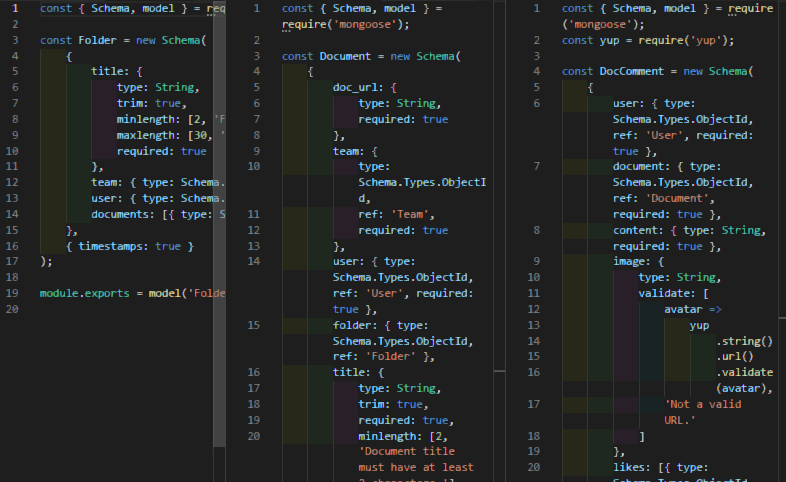 1 const { Schema, model } = req
2
3 const Folder = new Schema(
4 {
5 title: {
6 type: String,
7 trim: true,
8 minlength: [2, 'F
9 maxlength: [30, '
10 required: true
11 },
12 team: { type: Schema.
13 user: { type: Schema.
14 documents: [{ type: S
15 },
16 { timestamps: true }
17 );
18
19 module.exports = model('Folde
20
1 const { Schema, model } =
require('mongoose');
2
3 const Document = new Schema(
4 {
5 doc_url: {
6 type: String,
7 required: true
8 },
9 team: {
10 type:
Schema.Types.ObjectI
d,
11 ref: 'Team',
12 required: true
13 },
14 user: { type:
Schema.Types.ObjectId,
ref: 'User', required:
true },
15 folder: { type:
Schema.Types.ObjectId,
ref: 'Folder' },
16 title: {
17 type: String,
18 trim: true,
19 required: true,
20 minlength: [2,
'Document title
must have at least
2 characters.']
1 const { Schema, model } = require
('mongoose');
2 const yup = require('yup');
3
4 const DocComment = new Schema(
5 {
6 user: { type:
Schema.Types.ObjectId,
ref: 'User', required:
true },
7 document: { type:
Schema.Types.ObjectId,
ref: 'Document',
required: true },
8 content: { type: String,
required: true },
9 image: {
10 type: String,
11 validate: [
12 avatar =>
13 yup
14 .string()
15 .url()
16 .validate
(avatar),
17 'Not a valid
URL.'
18 ]
19 },
20 likes: [{ type:
Schema.Types.ObjectId